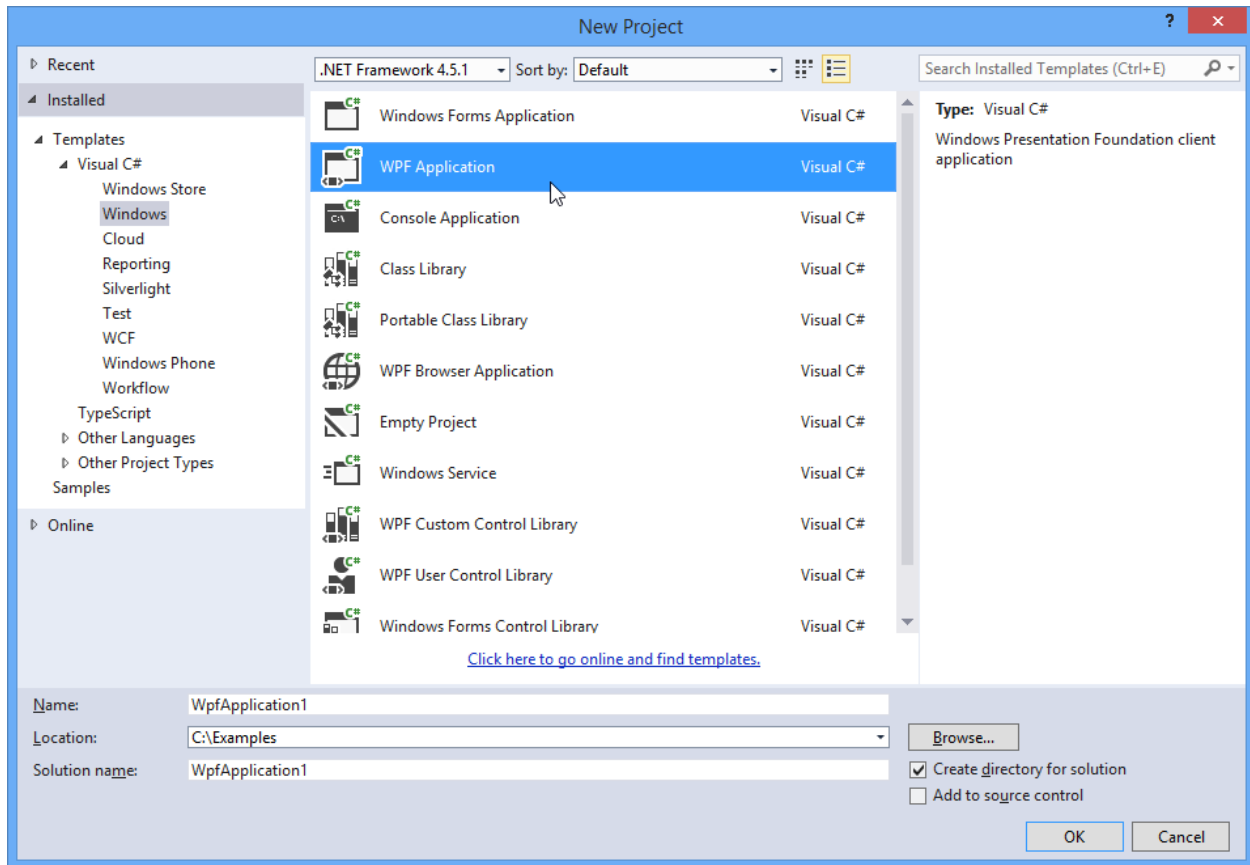 New Project
?
Recent
.NET Framework 4.5.1 Sort by: Default
Search Installed Templates (Ctrl+E)
Installed
Templates
Visual C#
Windows Store
Windows
Cloud
Reporting
Silverlight
Test
WCF
Windows Phone
Workflow
TypeScript
Other Languages
Other Project Types
Samples
Online
C# Windows Forms Application Visual C#
C# WPF Application Visual C#
C# C:\ Console Application Visual C#
C# Class Library Visual C#
C# Portable Class Library Visual C#
C# WPF Browser Application Visual C#
C# Empty Project Visual C#
C# Windows Service Visual C#
C# WPF Custom Control Library Visual C#
C# WPF User Control Library Visual C#
C# Windows Forms Control Library Visual C#
Click here to go online and find templates.
Type: Visual C#
Windows Presentation Foundation client
application
Name: WpfApplication1
Location: C:\Examples Browse...
Solution name: WpfApplication1
Create directory for solution
Add to source control
OK Cancel